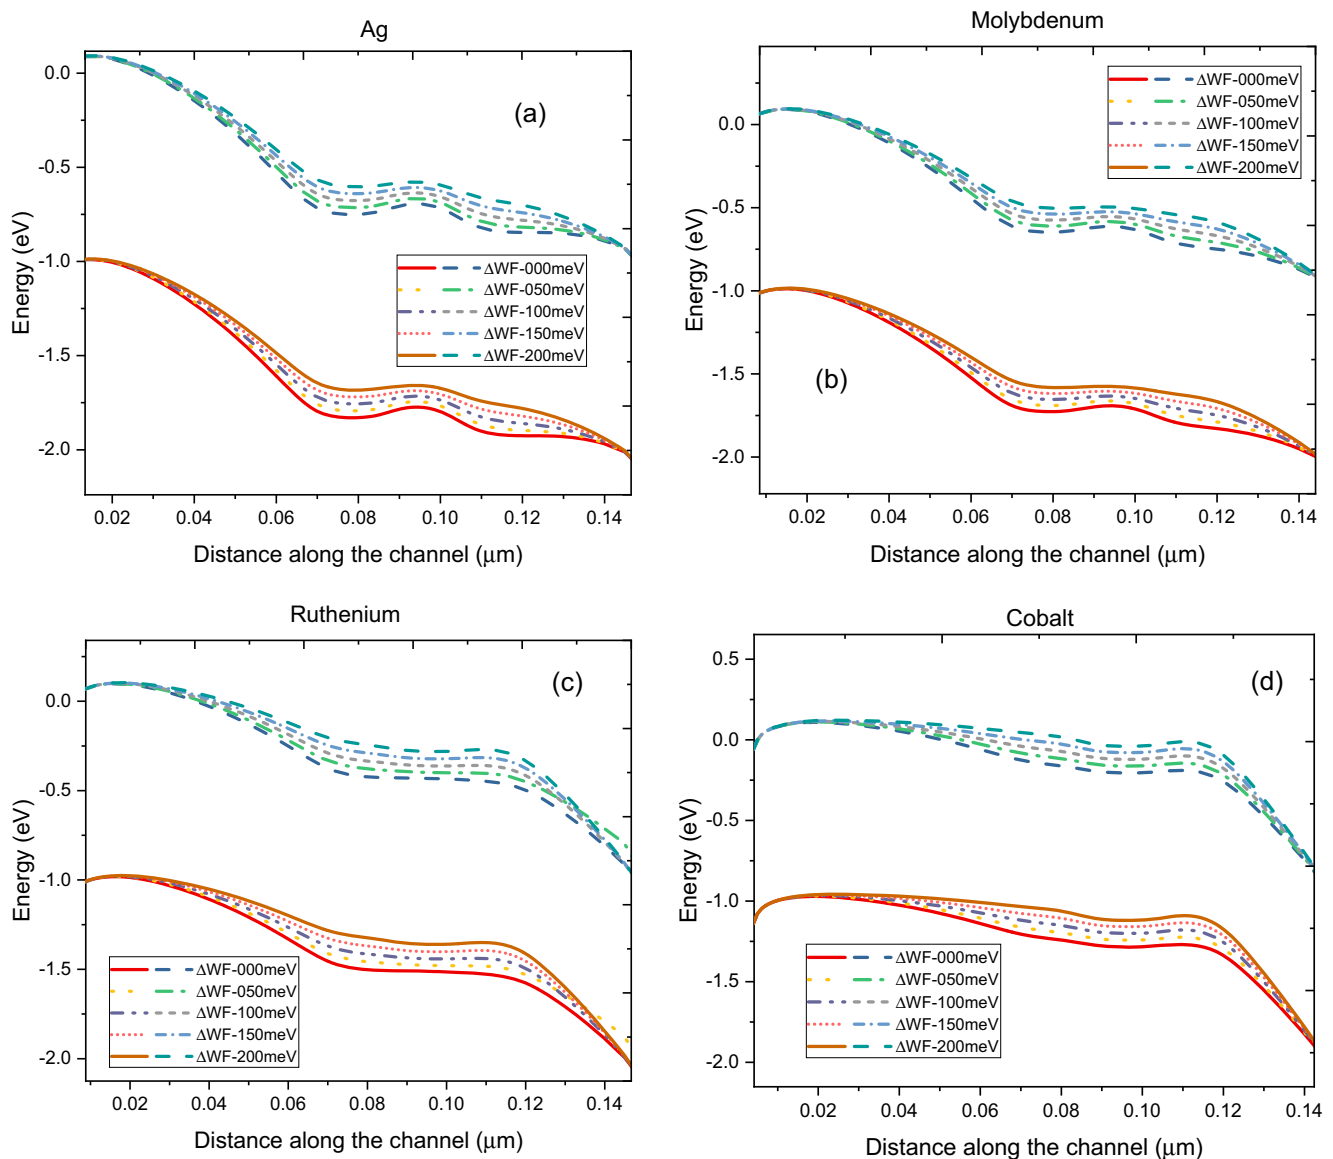 Ag
(a)
Energy (eV)
0.0
-0.5
-1.0
-1.5
-2.0
ΔWF-000meV
ΔWF-050meV
ΔWF-100meV
ΔWF-150meV
ΔWF-200meV
0.02 0.04 0.06 0.08 0.10 0.12 0.14
Distance along the channel (μm)
Molybdenum
(b)
Energy (eV)
0.0
-0.5
-1.0
-1.5
-2.0
ΔWF-000meV
ΔWF-050meV
ΔWF-100meV
ΔWF-150meV
ΔWF-200meV
0.02 0.04 0.06 0.08 0.10 0.12 0.14
Distance along the channel (μm)
Ruthenium
(c)
Energy (eV)
0.0
-0.5
-1.0
-1.5
-2.0
ΔWF-000meV
ΔWF-050meV
ΔWF-100meV
ΔWF-150meV
ΔWF-200meV
0.02 0.04 0.06 0.08 0.10 0.12 0.14
Distance along the channel (μm)
Cobalt
(d)
Energy (eV)
0.5
0.0
-0.5
-1.0
-1.5
-2.0
ΔWF-000meV
ΔWF-050meV
ΔWF-100meV
ΔWF-150meV
ΔWF-200meV
0.02 0.04 0.06 0.08 0.10 0.12 0.14
Distance along the channel (μm)